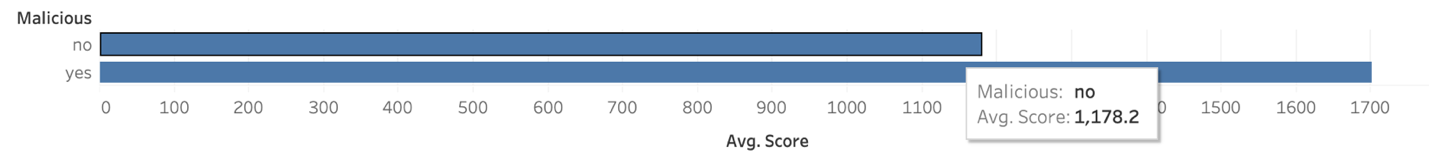 Malicious
no
yes
0 100 200 300 400 500 600 700 800 900 1000 1100 0 1500 1600 1700
Avg. Score
Malicious: no
Avg. Score: 1,178.2